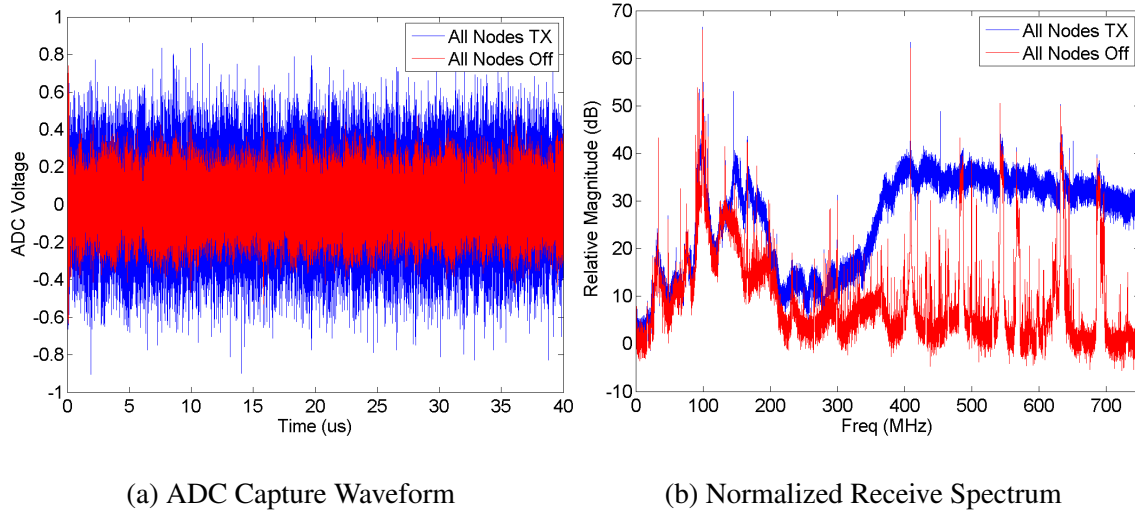 1
0.8
0.6
0.4
0.2
0
-0.2
-0.4
-0.6
-0.8
-1
ADC Voltage
All Nodes TX
All Nodes Off
0 5 10 15 20 25 30 35 40
Time (us)
(a) ADC Capture Waveform
70
60
50
40
30
20
10
0
-10
Relative Magnitude (dB)
All Nodes TX
All Nodes Off
0 100 200 300 400 500 600 700
Freq (MHz)
(b) Normalized Receive Spectrum